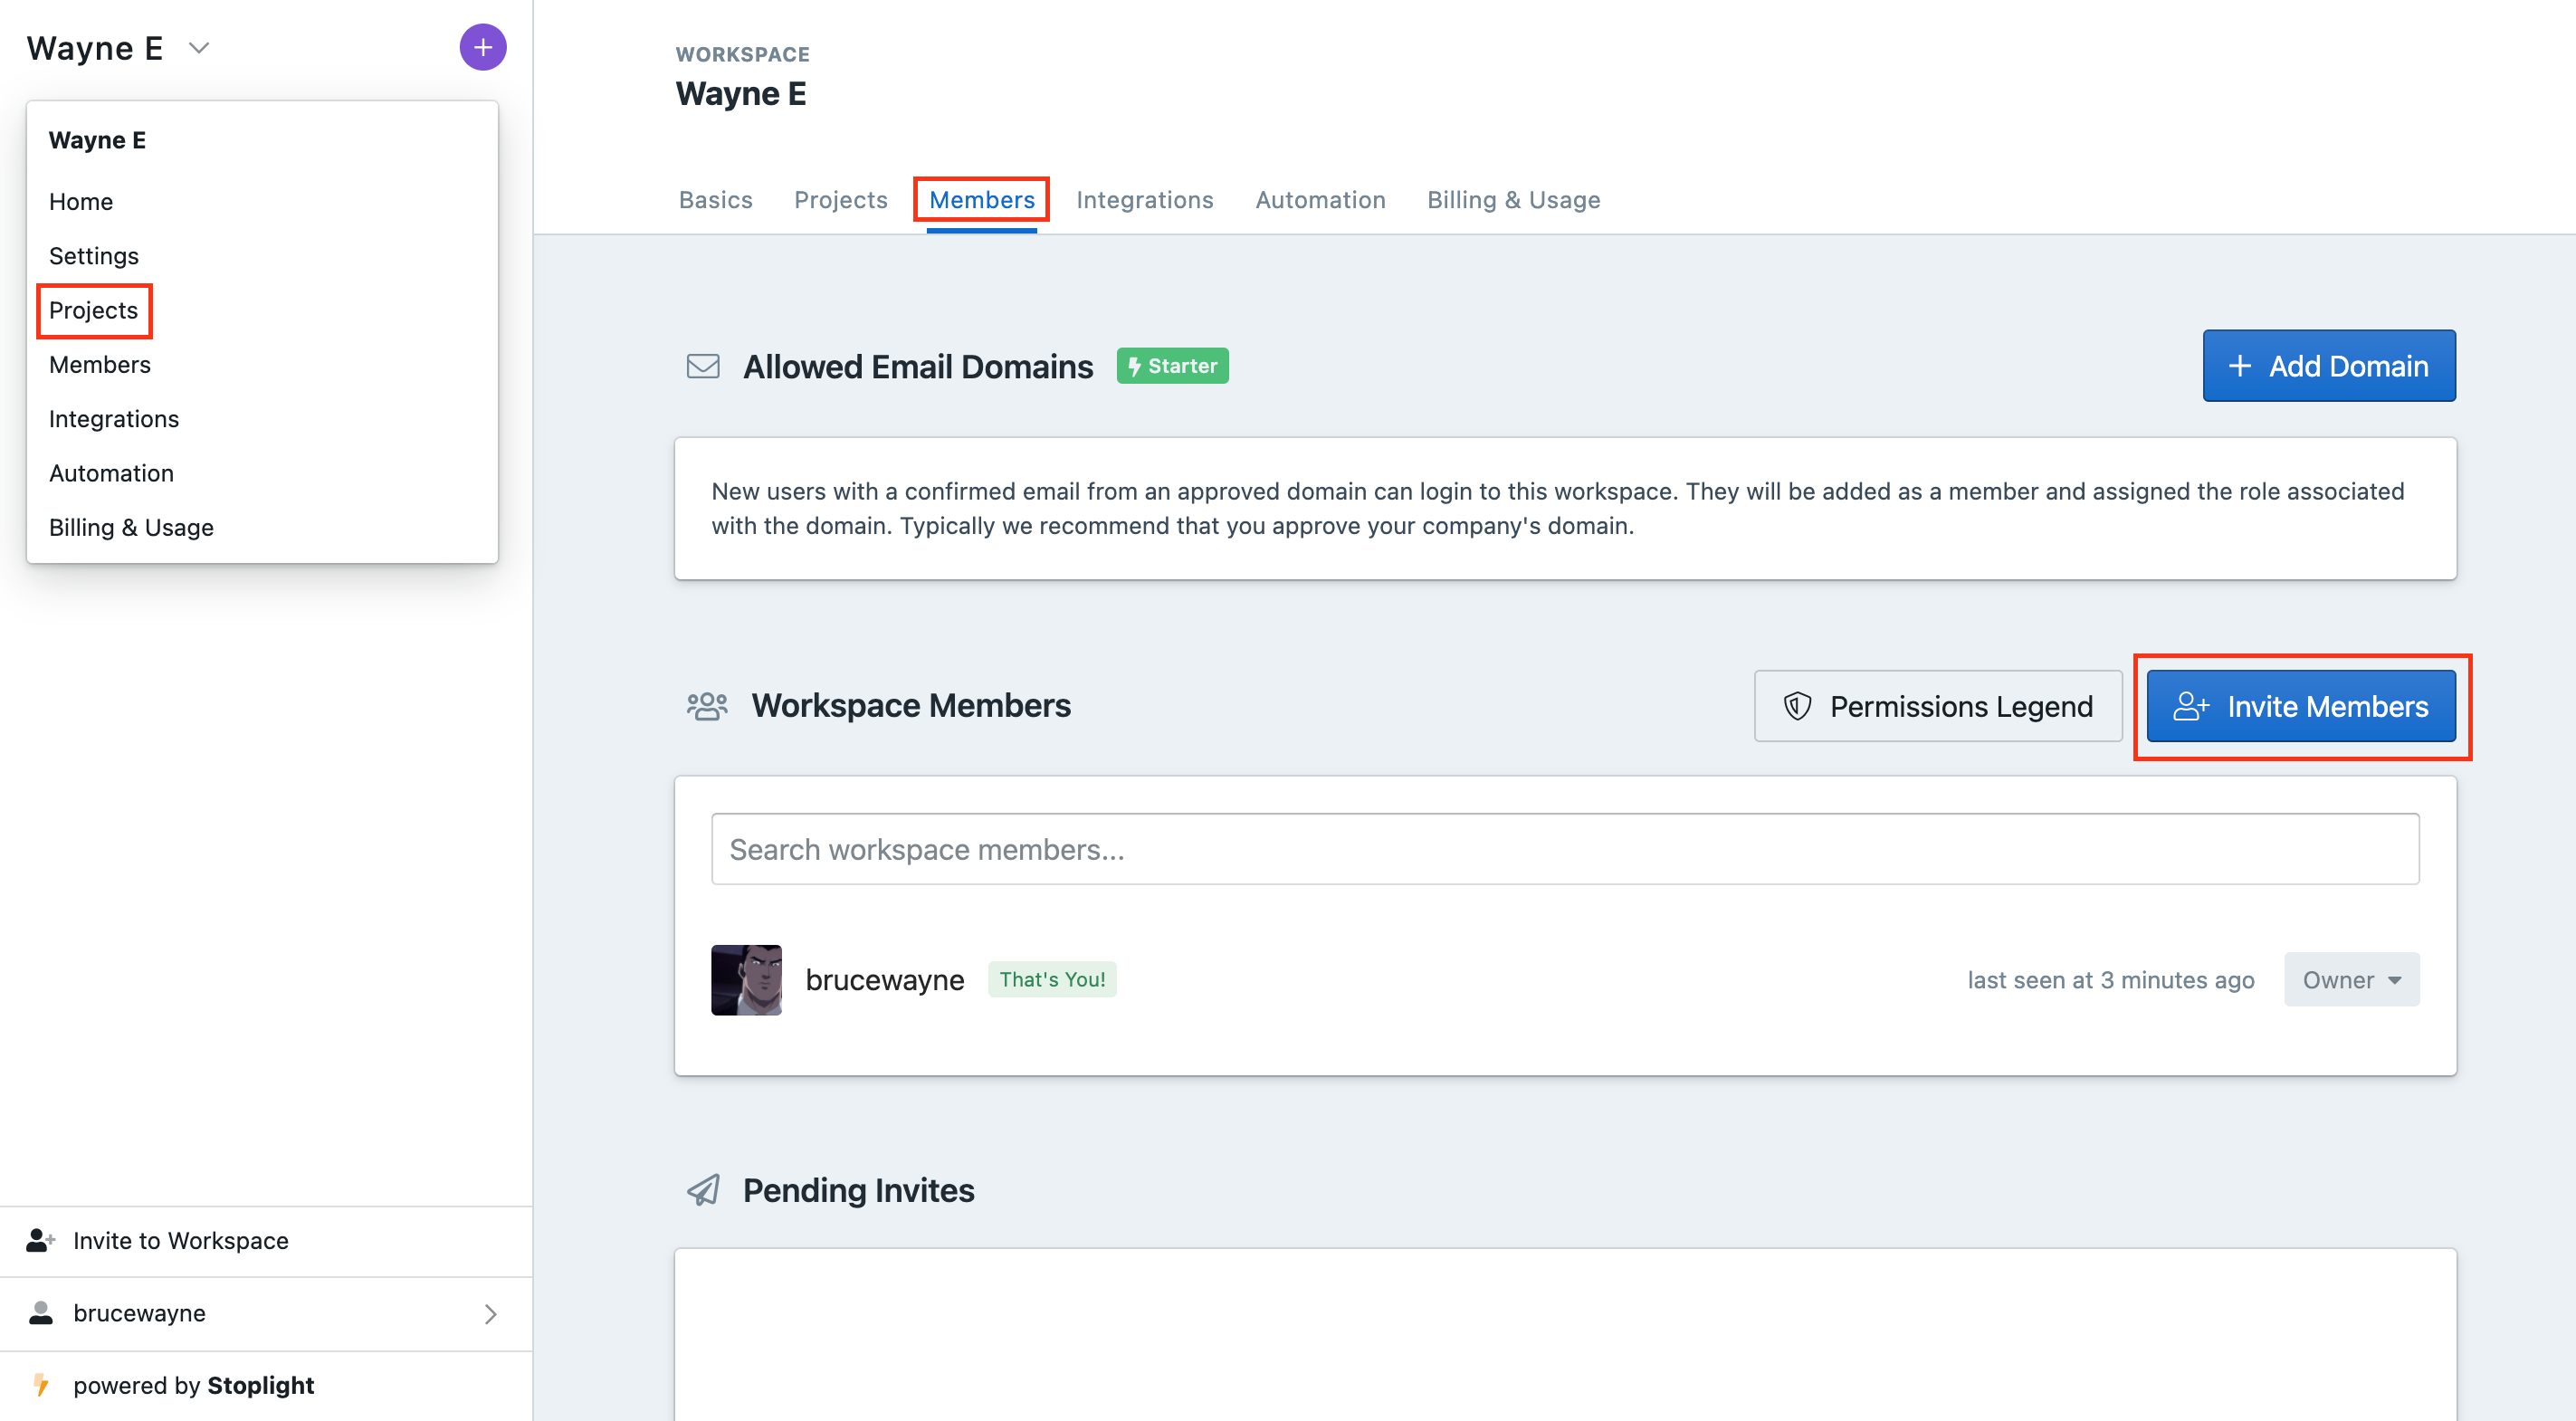 Wayne E
Wayne E
Home
Settings
Projects
Members
Integrations
Automation
Billing & Usage
Invite to Workspace
brucewayne
powered by Stoplight
WORKSPACE
Wayne E
Basics Projects Members Integrations Automation Billing & Usage
Allowed Email Domains Starter + Add Domain
New users with a confirmed email from an approved domain can login to this workspace. They will be added as a member and assigned the role associated
with the domain. Typically we recommend that you approve your company's domain.
Workspace Members Permissions Legend Invite Members
Search workspace members...
brucewayne That's You! last seen at 3 minutes ago Owner
Pending Invites